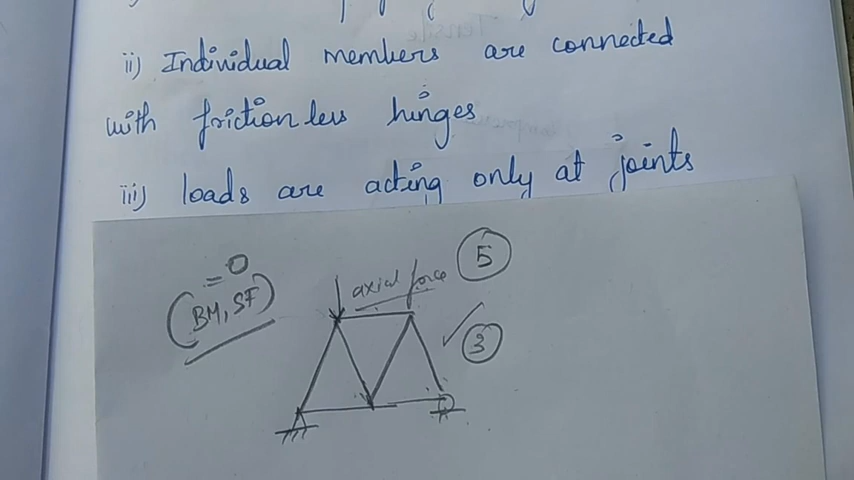 ii) Individual members are connected
with frictionless hinges
iii) loads are acting only at joints
= 0
(BM, SF)
axial force
5
3